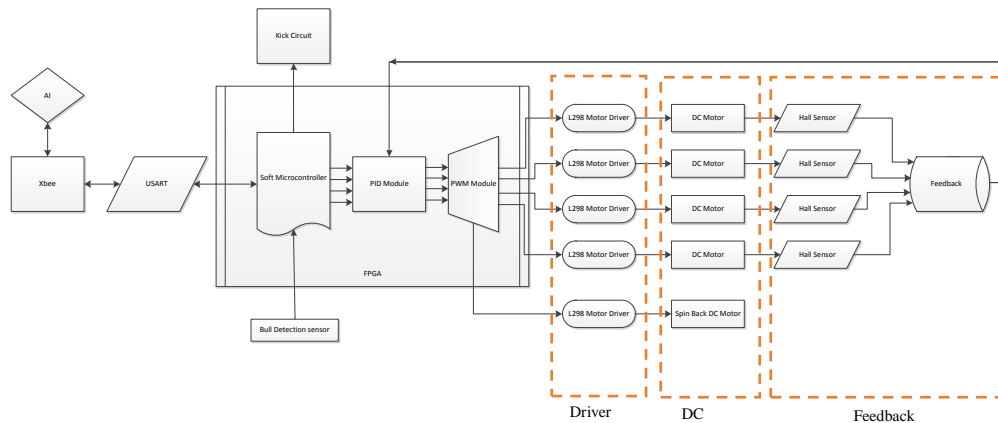 Kick Circuit
AI
Xbee
USART
Soft Microcontroller
PID Module
PWM Module
FPGA
Bull Detection sensor
L298 Motor Driver
DC Motor
Hall Sensor
L298 Motor Driver
DC Motor
Hall Sensor
L298 Motor Driver
DC Motor
Hall Sensor
L298 Motor Driver
DC Motor
Hall Sensor
L298 Motor Driver
Spin Back DC Motor
Feedback
Driver
DC
Feedback